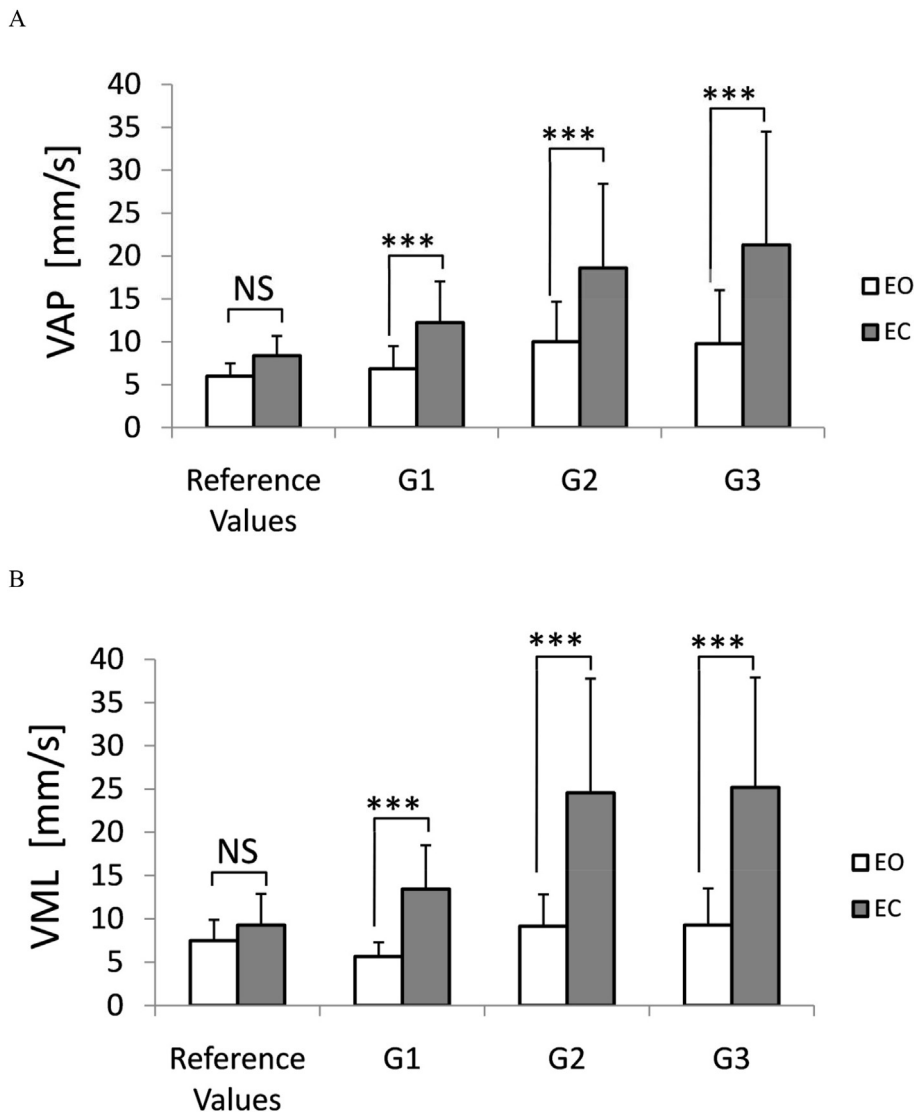 A
VAP [mm/s]
40
35
30
25
20
15
10
5
0
NS
***
***
***
EO
EC
Reference
Values
G1
G2
G3
B
VML [mm/s]
40
35
30
25
20
15
10
5
0
NS
***
***
***
EO
EC
Reference
Values
G1
G2
G3